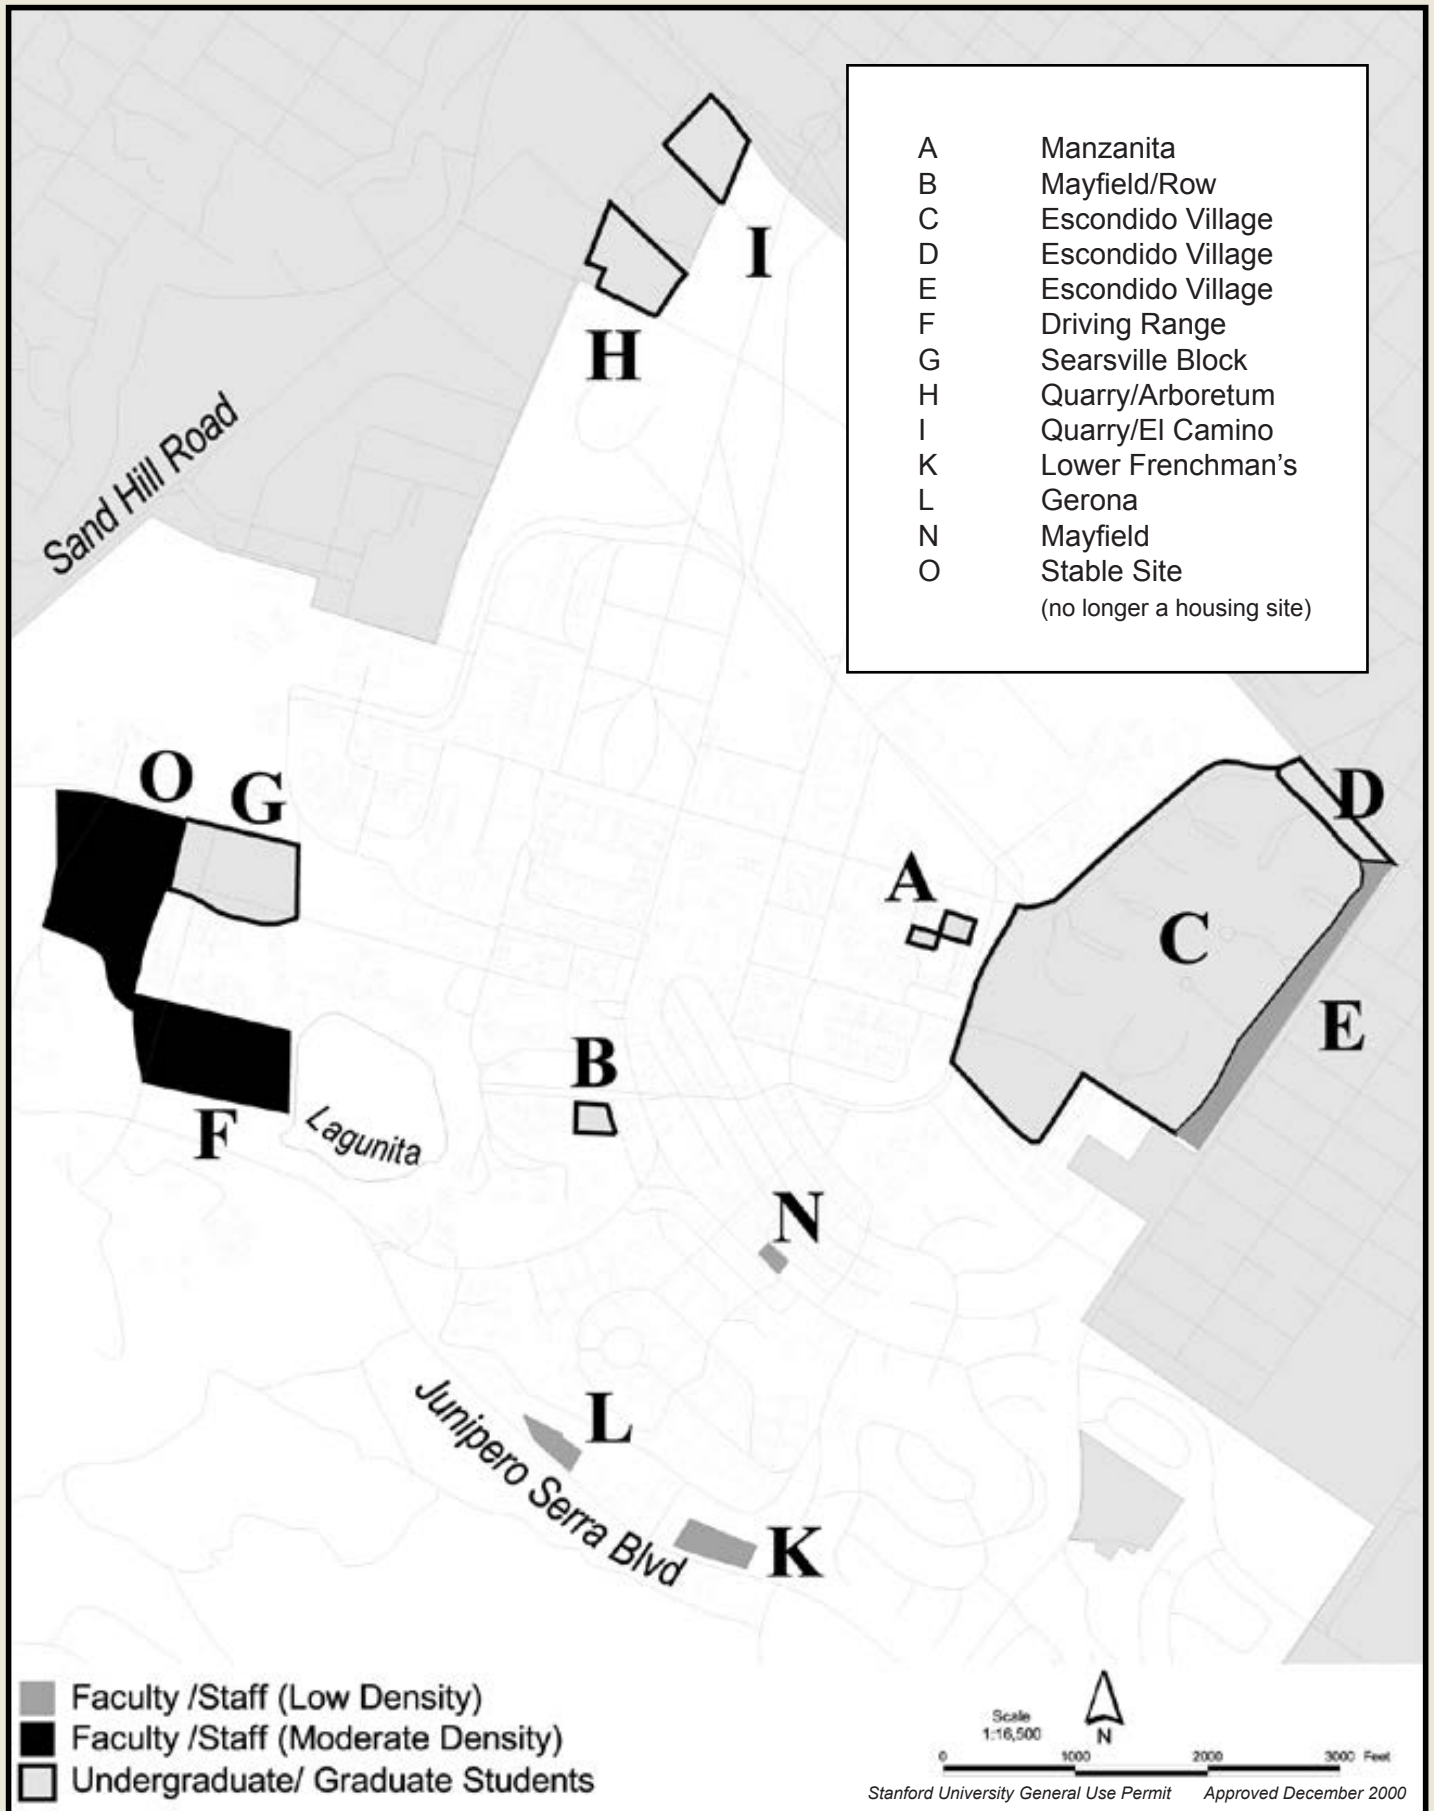 A Manzanita
B Mayfield/Row
C Escondido Village
D Escondido Village
E Escondido Village
F Driving Range
G Searsville Block
H Quarry/Arboretum
I Quarry/El Camino
K Lower Frenchman’s
L Gerona
N Mayfield
O Stable Site
(no longer a housing site)
I
H
Sand Hill Road
O
G
D
A
C
E
B
F
Lagunita
N
L
Junipero Serra Blvd
K
Faculty /Staff (Low Density)
Faculty /Staff (Moderate Density)
Undergraduate/ Graduate Students
Scale
1:16,500
N
0 1000 2000 3000 Feet
Stanford University General Use Permit Approved December 2000